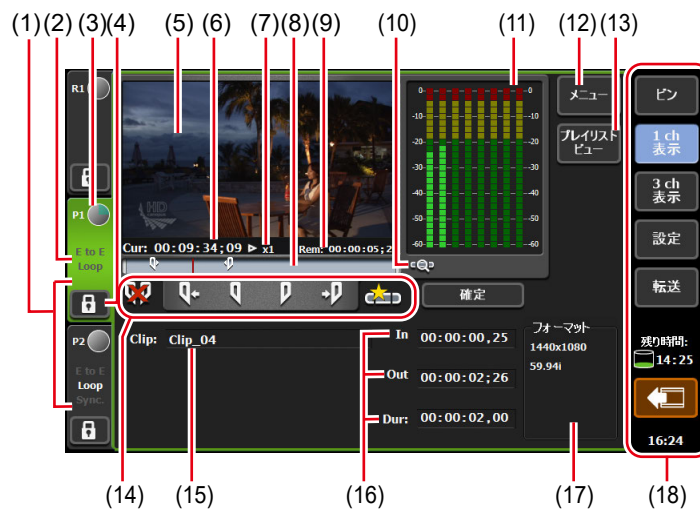 (1) (2) (3) (4) (5) (6) (7) (8) (9) (10) (11) (12) (13)
R1
P1
E to E
Loop
P2
E to E
Loop
Sync.
HD
Cur: 00:09:34;09 x1 Rem: 00:00:05;2
0 0
-10 -10
-20 -20
-30 -30
-40 -40
-50 -50
-60 -60
メニュー
プレイリスト
ビュー
確定
Clip: Clip_04
In 00:00:00,25
Out 00:00:02;26
Dur: 00:00:02,00
フォーマット
1440x1080
59.94i
ピン
1 ch
表示
3 ch
表示
設定
転送
残り時間:
14:25
16:24
(14) (15) (16) (17) (18)